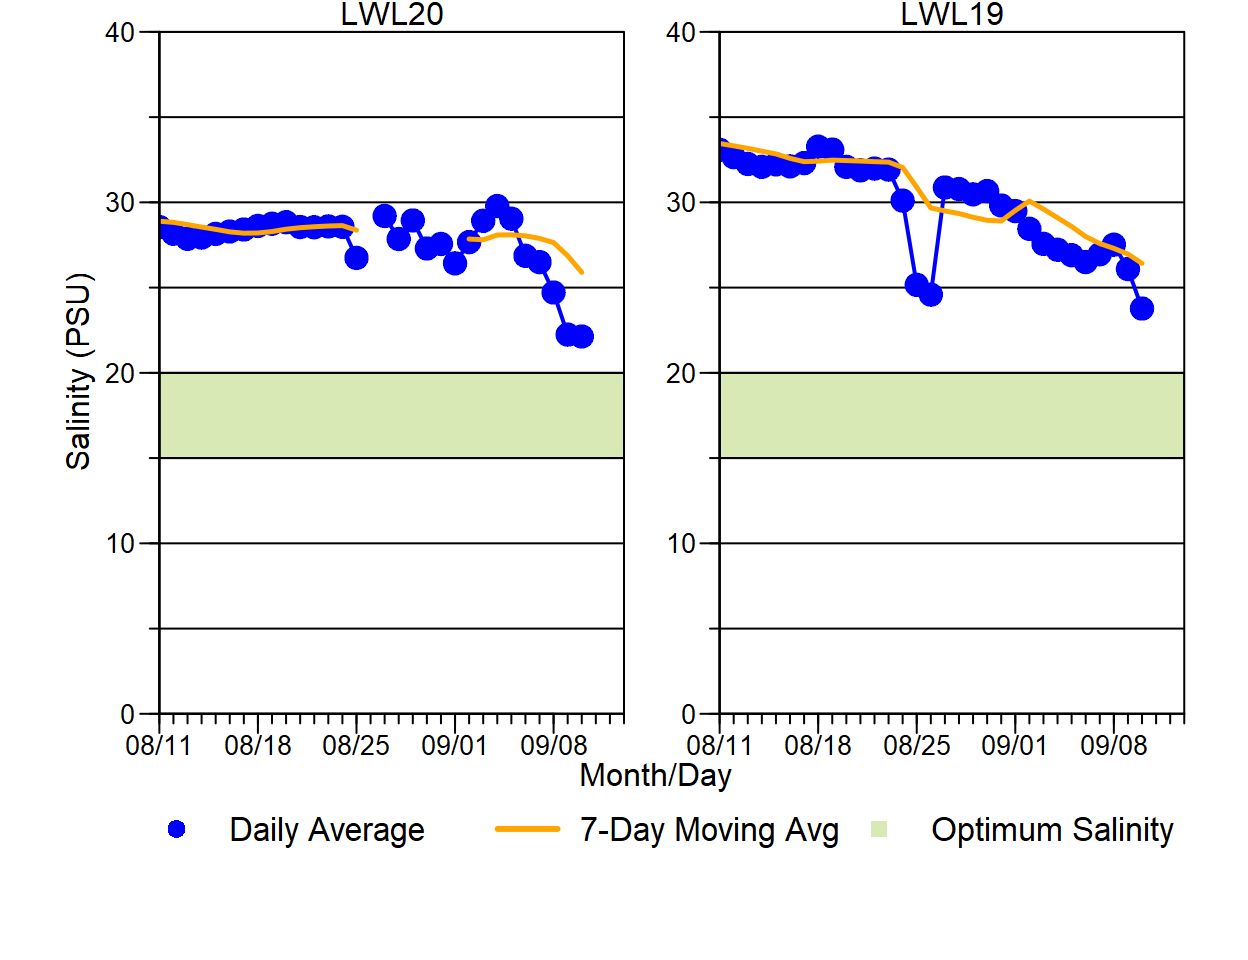 LWL20 LWL19
40 40
30 30
20 20
10 10
0 0
Salinity (PSU)
08/11 08/18 08/25 09/01 09/08 08/11 08/18 08/25 09/01 09/08
Month/Day
Daily Average 7-Day Moving Avg Optimum Salinity